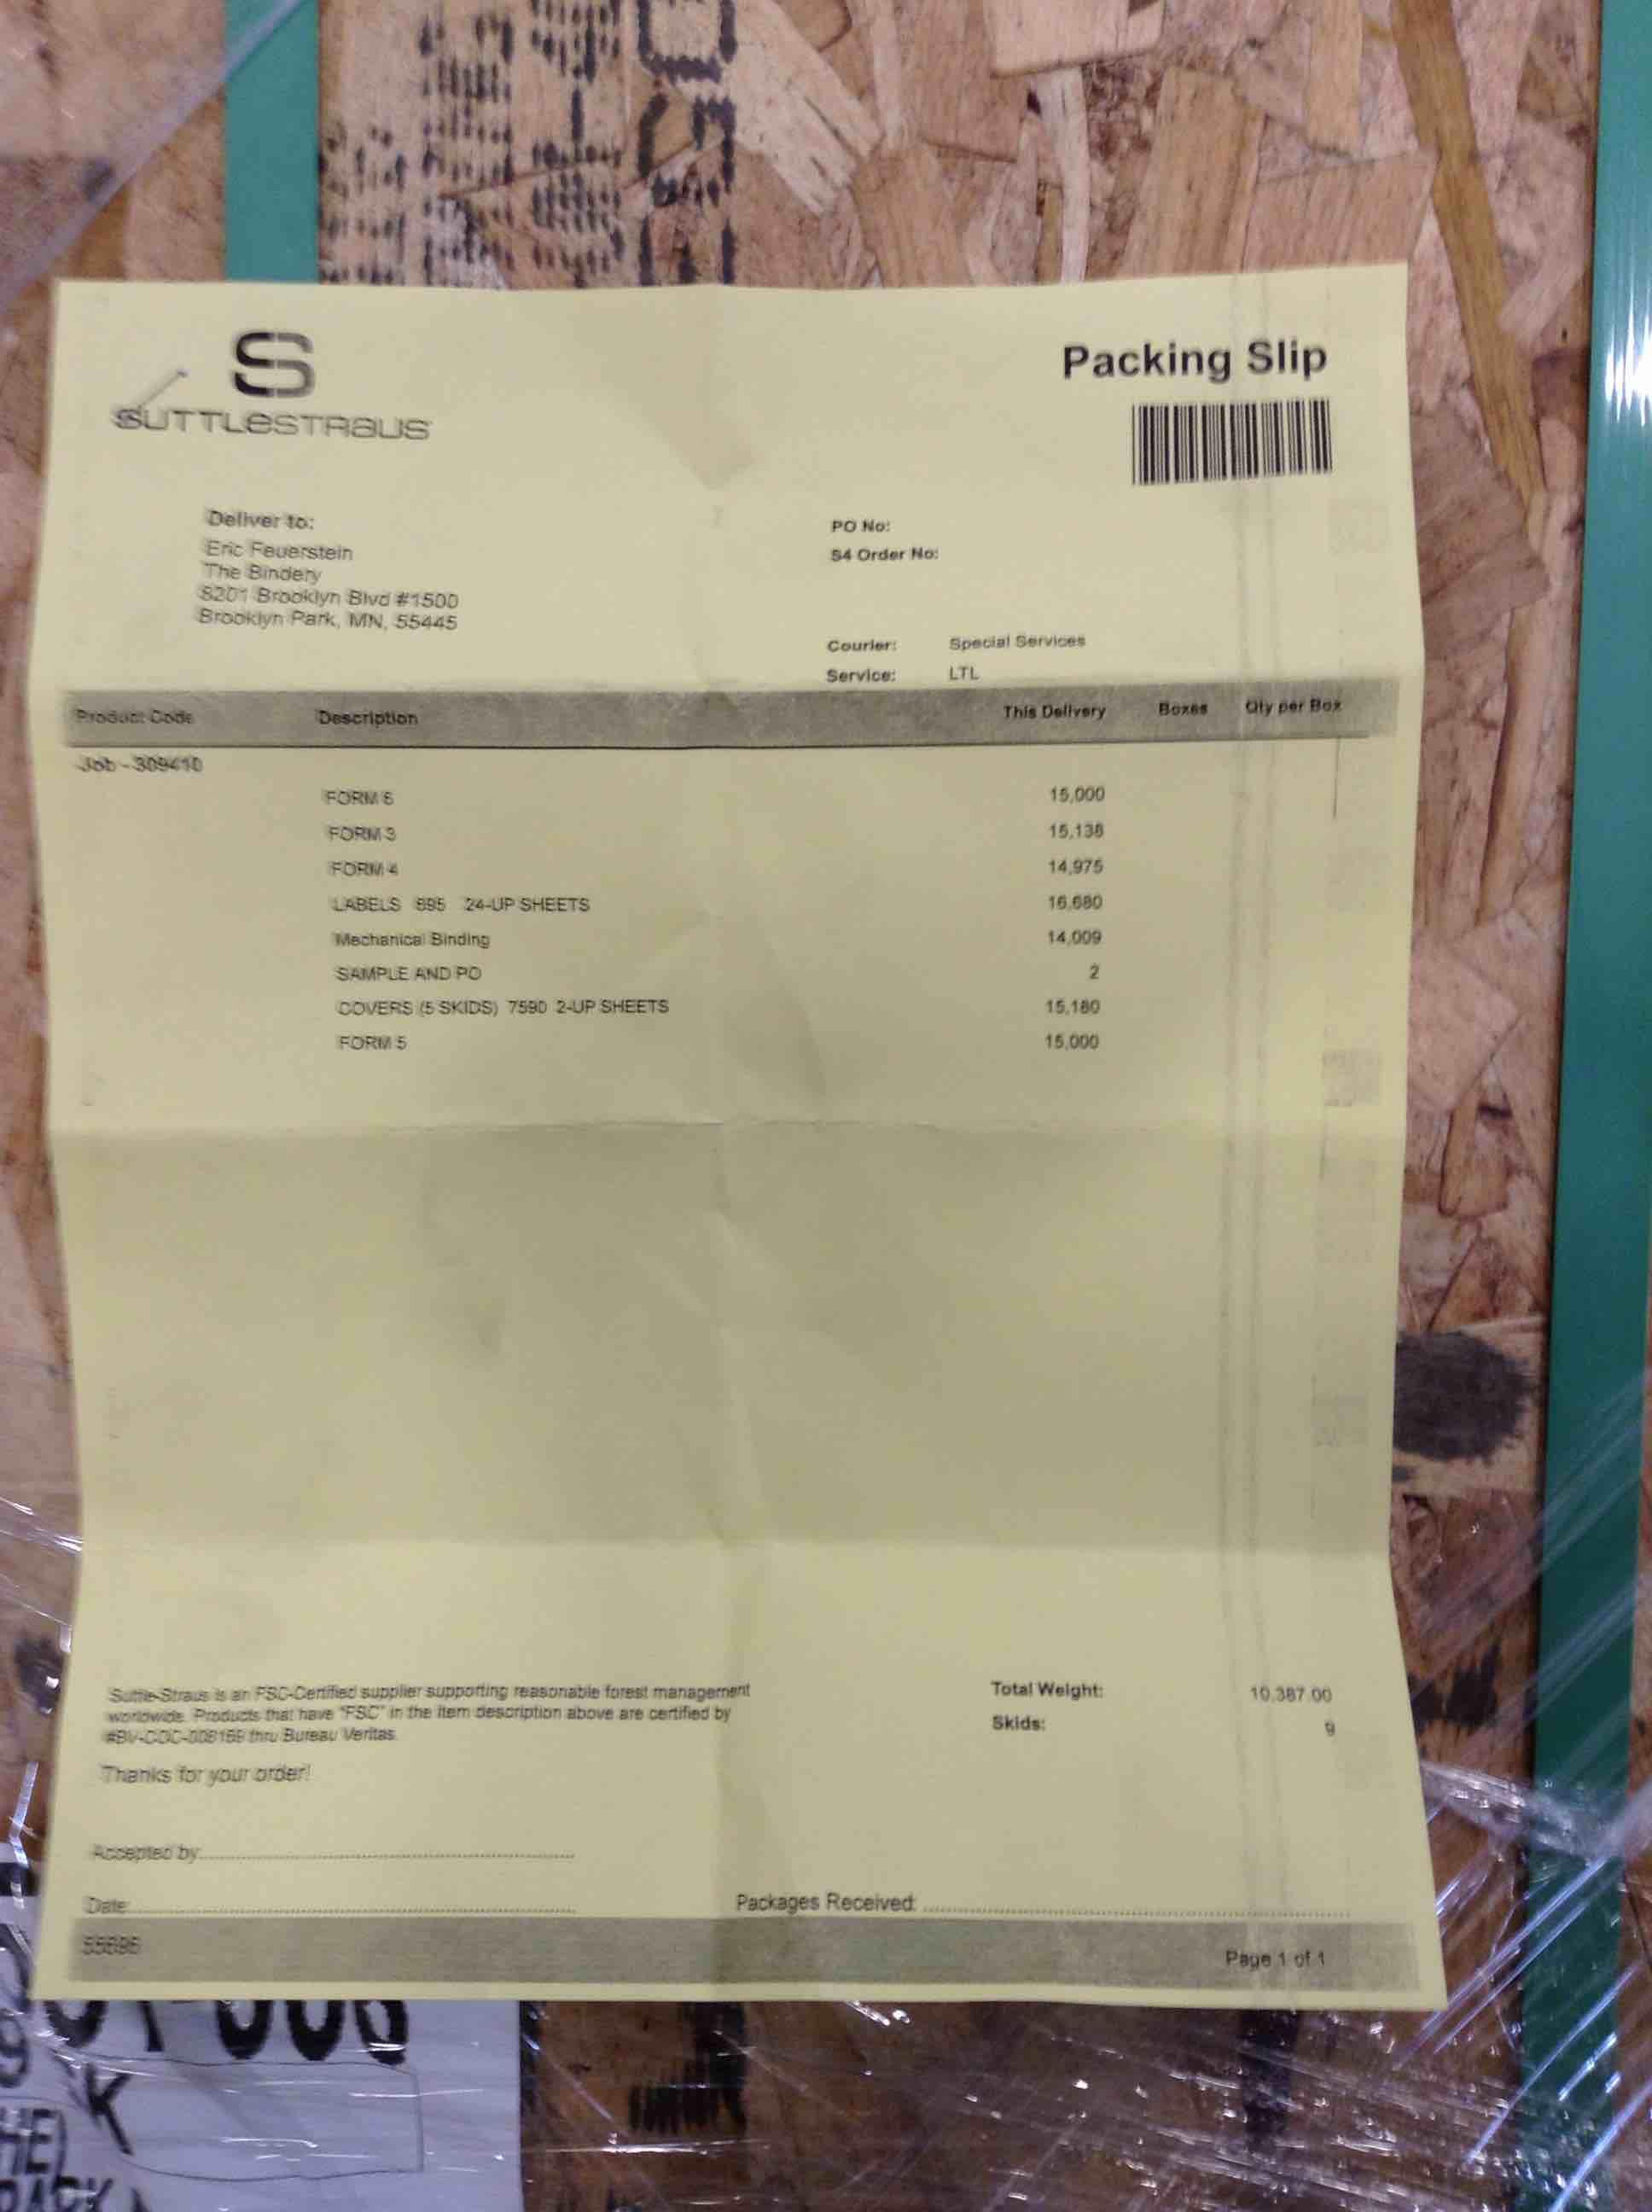 SUTTLESTRAUS
Packing Slip
Deliver to:
Eric Feuerstein
The Bindery
8201 Brooklyn Blvd #1500
Brooklyn Park, MN, 55445
PO No:
S4 Order No:
Courier: Special Services
Service: LTL
Product Code Description This Delivery Boxes Qty per Box
Job - 309410
FORM 6 15,000
FORM 3 15,138
FORM 4 14,975
LABELS 695 24-UP SHEETS 16,680
Mechanical Binding 14,009
SAMPLE AND PO 2
COVERS (5 SKIDS) 7590 2-UP SHEETS 15,180
FORM 5 15,000
Suttle-Straus is an FSC-Certified supplier supporting reasonable forest management
worldwide. Products that have "FSC" in the item description above are certified by
thru Bureau Veritas.
Total Weight: 10,387.00
Skids: 9
Thanks for your order!
Accepted by
Date
Packages Received:
Page 1 of 1